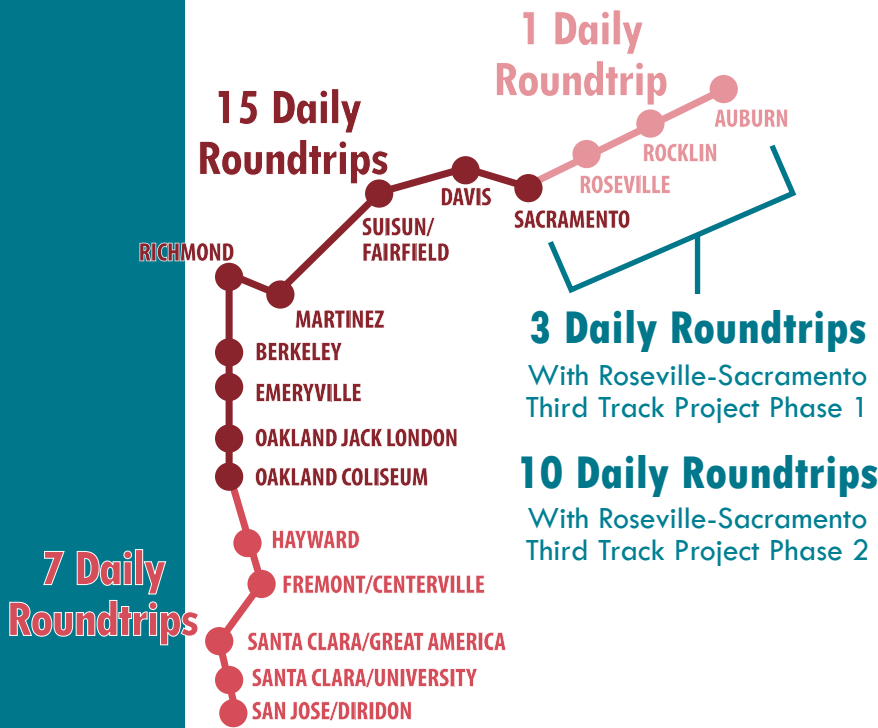 1 Daily
Roundtrip
AUBURN
ROCKLIN
ROSEVILLE
15 Daily
Roundtrips
DAVIS
SACRAMENTO
SUISUN/
FAIRFIELD
RICHMOND
MARTINEZ
BERKELEY
EMERYVILLE
OAKLAND JACK LONDON
OAKLAND COLISEUM
3 Daily Roundtrips
With Roseville-Sacramento
Third Track Project Phase 1
10 Daily Roundtrips
With Roseville-Sacramento
Third Track Project Phase 2
7 Daily
Roundtrips
HAYWARD
FREMONT/CENTERVILLE
SANTA CLARA/GREAT AMERICA
SANTA CLARA/UNIVERSITY
SAN JOSE/DIRIDON